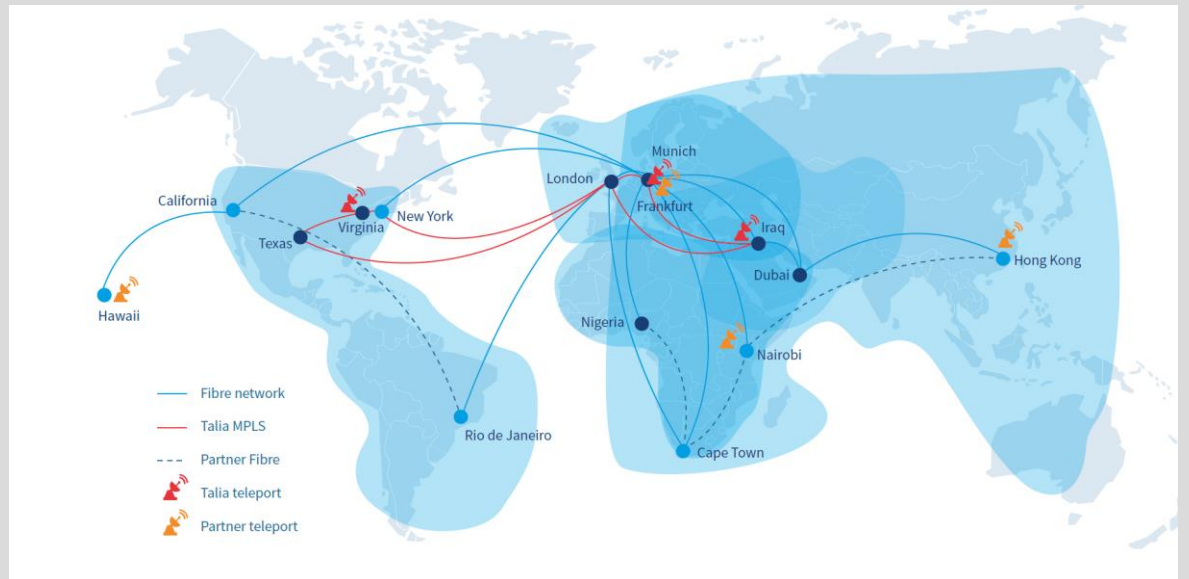 Munich
London
Frankfurt
California
New York
Virginia
Texas
Iraq
Hong Kong
Dubai
Hawaii
Nigeria
Nairobi
Fibre network
Talia MPLS
Rio de Janeiro
Partner Fibre
Cape Town
Talia teleport
Partner teleport